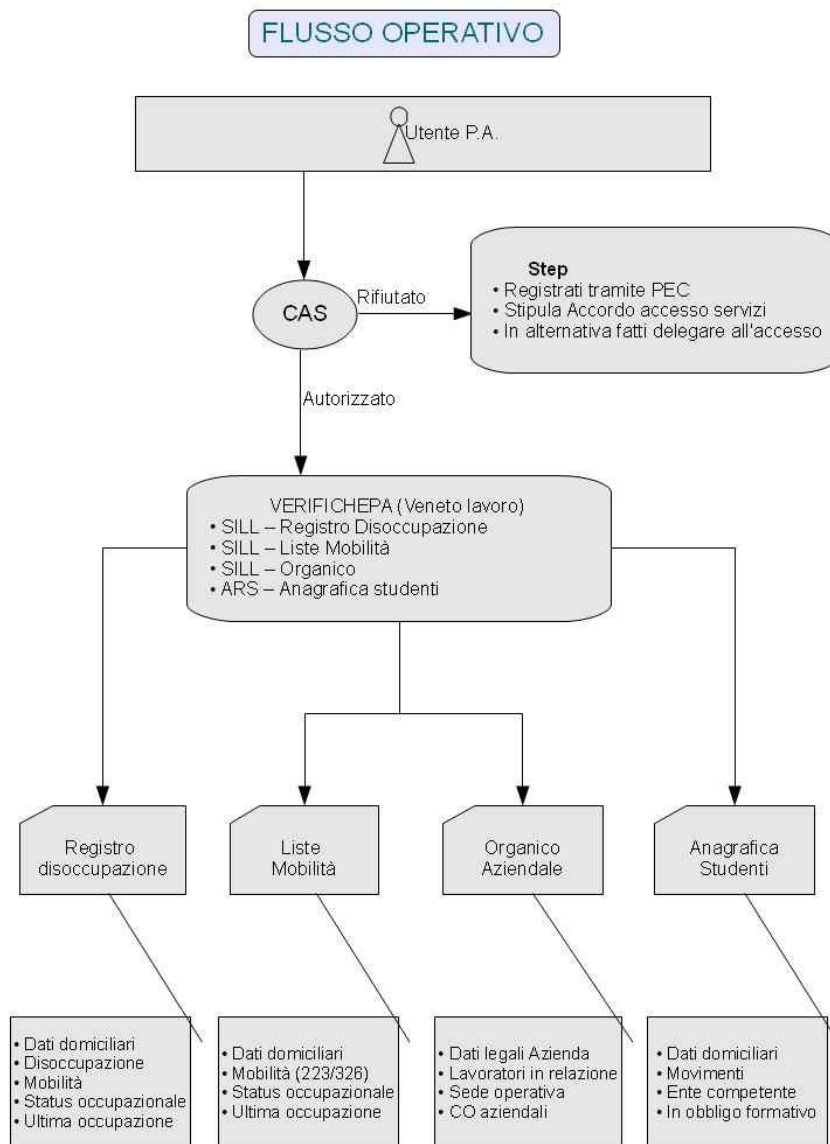 FLUSSO OPERATIVO
Utente P.A.
CAS
Rifiutato
Step
• Registrati tramite PEC
• Stipula Accordo accesso servizi
• In alternativa fatti delegare all'accesso
Autorizzato
VERIFICHEPA (Veneto lavoro)
• SILL – Registro Disoccupazione
• SILL – Liste Mobilità
• SILL – Organico
• ARS – Anagrafica studenti
Registro
disoccupazione
Liste
Mobilità
Organico
Aziendale
Anagrafica
Studenti
• Dati domiciliari
• Disoccupazione
• Mobilità
• Status occupazionale
• Ultima occupazione
• Dati domiciliari
• Mobilità (223/326)
• Status occupazionale
• Ultima occupazione
• Dati legali Azienda
• Lavoratori in relazione
• Sede operativa
• CO aziendali
• Dati domiciliari
• Movimenti
• Ente competente
• In obbligo formativo